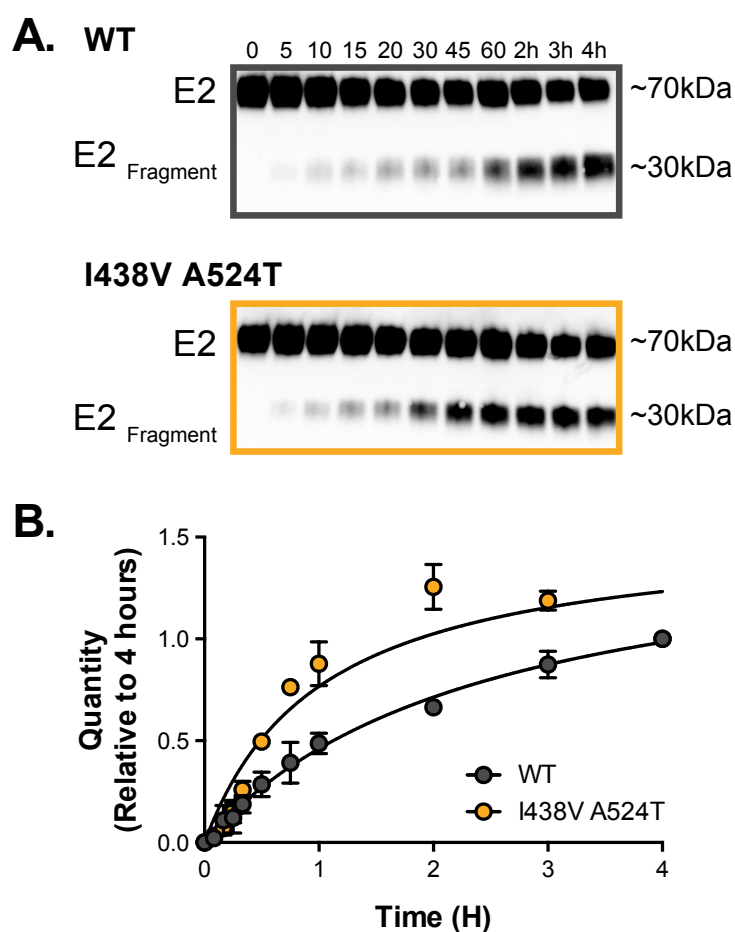 A. WT
0 5 10 15 20 30 45 60 2h 3h 4h
E2 ~70kDa
E2 Fragment ~30kDa
I438V A524T
E2 ~70kDa
E2 Fragment ~30kDa
B.
Quantity
(Relative to 4 hours)
1.5
1.0
0.5
0.0
WT
I438V A524T
0 1 2 3 4
Time (H)